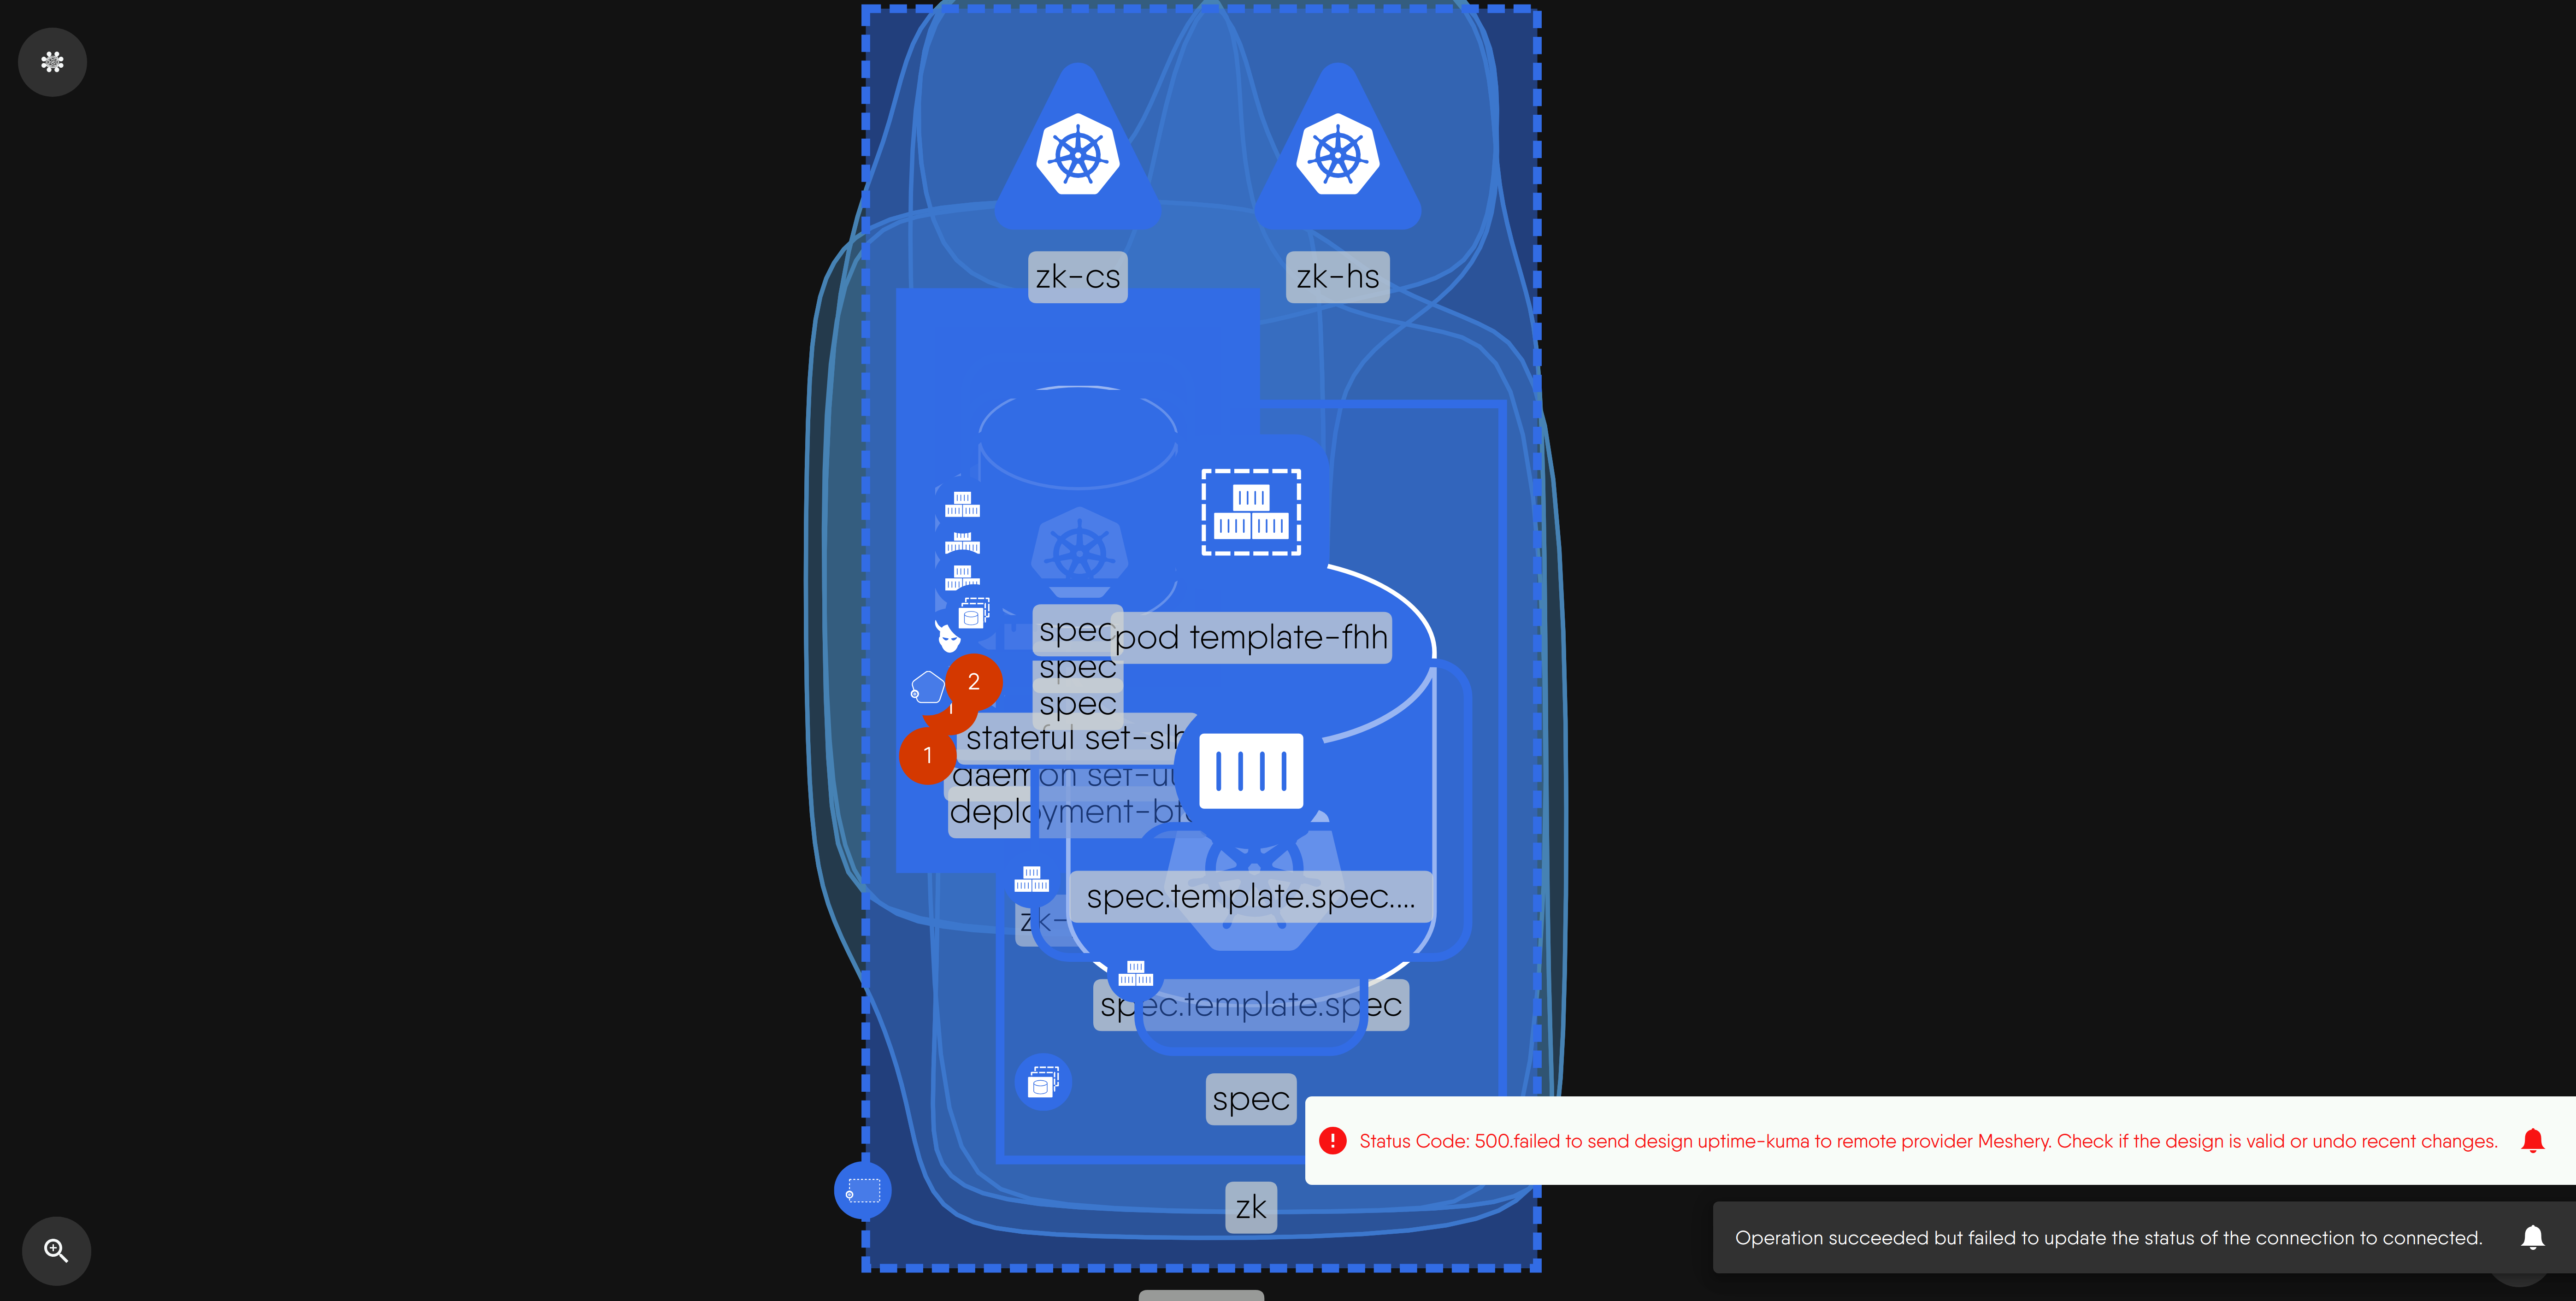 zk-cs
zk-hs
spec
pod template-fhh
spec
spec
2
1
stateful set-slh
daemon set-u
deployment-bt
zk-
spec.template.spec....
spec.template.spec
spec
Status Code: 500.failed to send design uptime-kuma to remote provider Meshery. Check if the design is valid or undo recent changes.
zk
Operation succeeded but failed to update the status of the connection to connected.